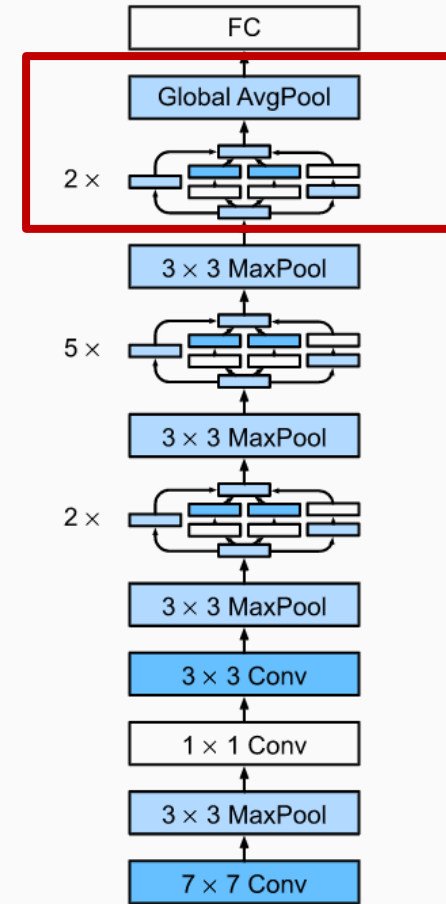 FC
Global AvgPool
2 ×
3 × 3 MaxPool
5 ×
3 × 3 MaxPool
2 ×
3 × 3 MaxPool
3 × 3 Conv
1 × 1 Conv
3 × 3 MaxPool
7 × 7 Conv